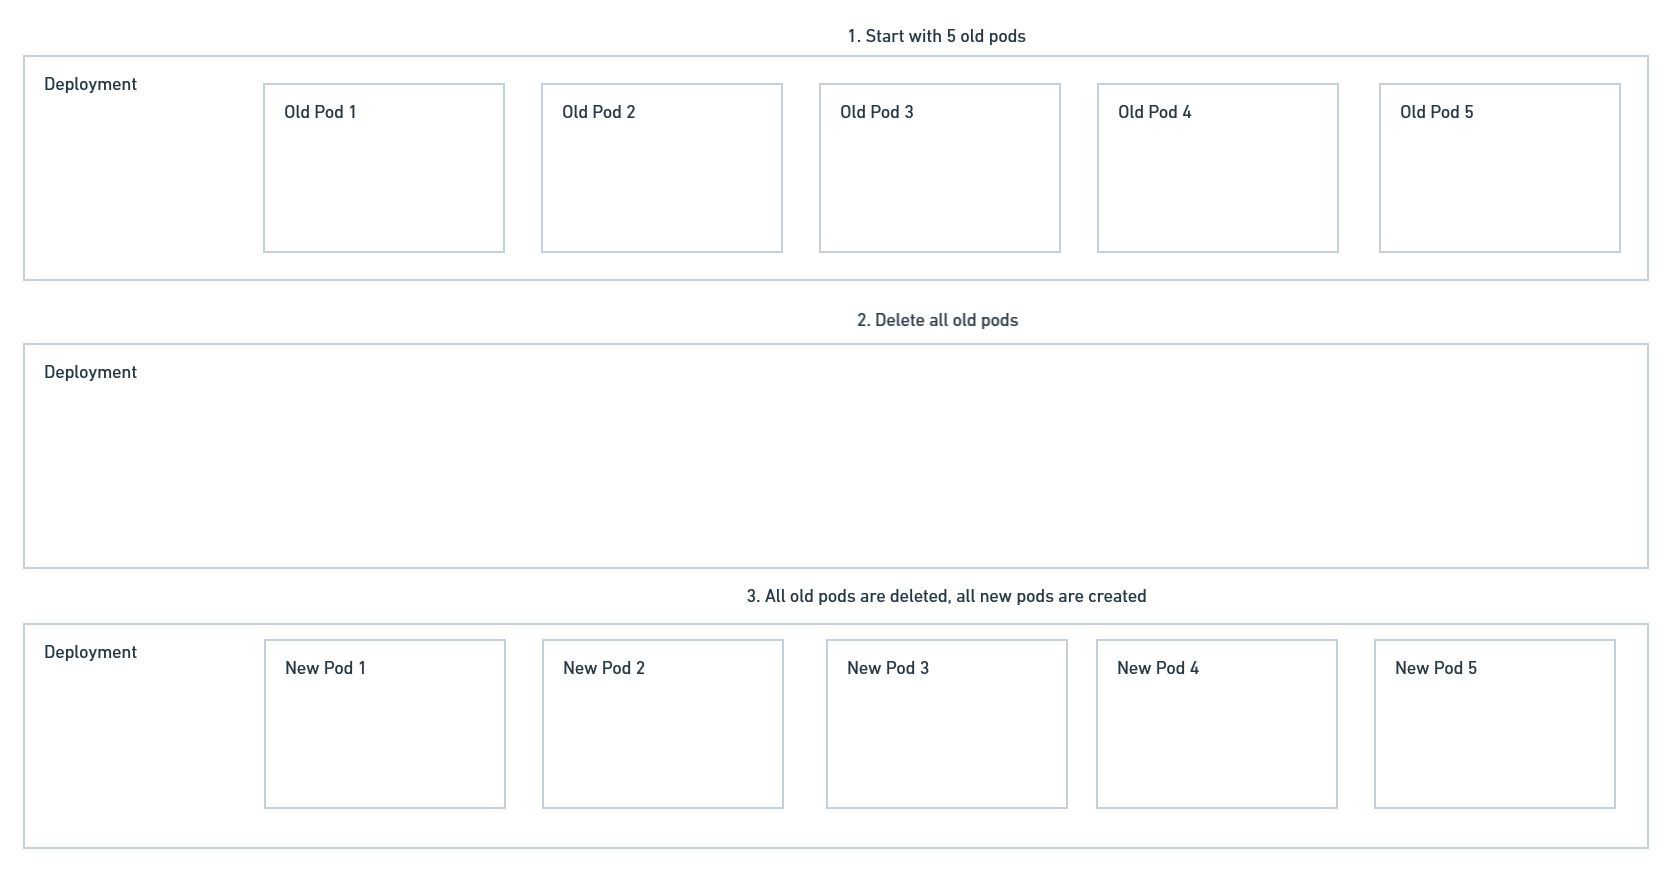 1. Start with 5 old pods
Deployment
Old Pod 1
Old Pod 2
Old Pod 3
Old Pod 4
Old Pod 5
2. Delete all old pods
Deployment
3. All old pods are deleted, all new pods are created
Deployment
New Pod 1
New Pod 2
New Pod 3
New Pod 4
New Pod 5